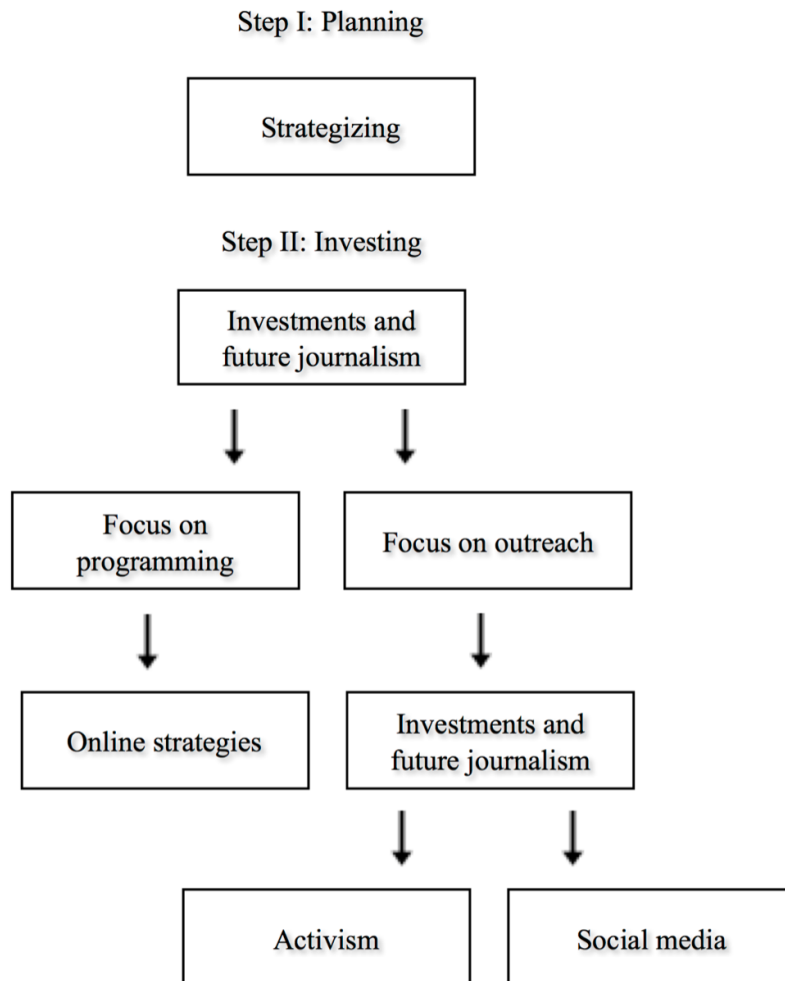 Step I: Planning
Strategizing
Step II: Investing
Investments and
future journalism
Focus on
programming
Focus on outreach
Online strategies
Investments and
future journalism
Activism
Social media